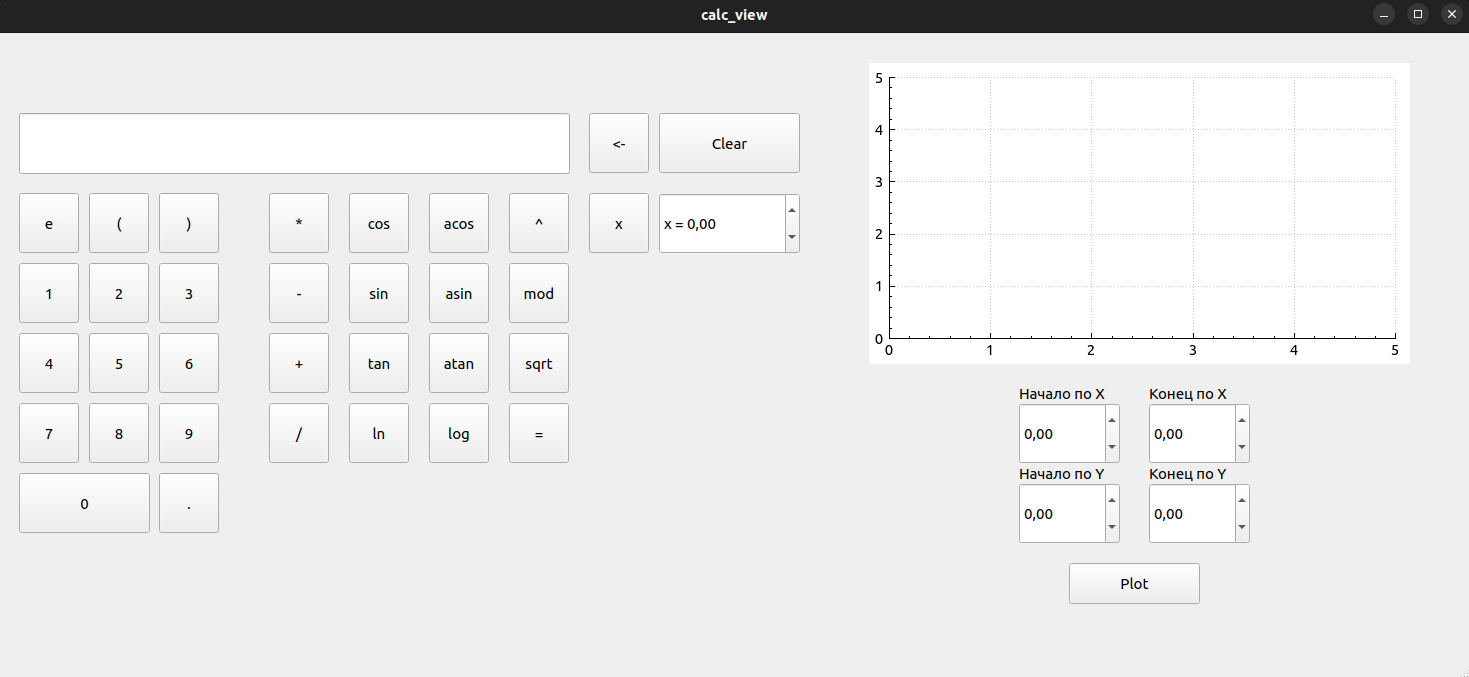 calc_view
<- Clear
e ( ) * cos acos ^ x x = 0,00
1 2 3 - sin asin mod
4 5 6 + tan atan sqrt
7 8 9 / ln log =
0 .
5
4
3
2
1
0
0 1 2 3 4 5
Начало по X Конец по X
0,00 0,00
Начало по Y Конец по Y
0,00 0,00
Plot